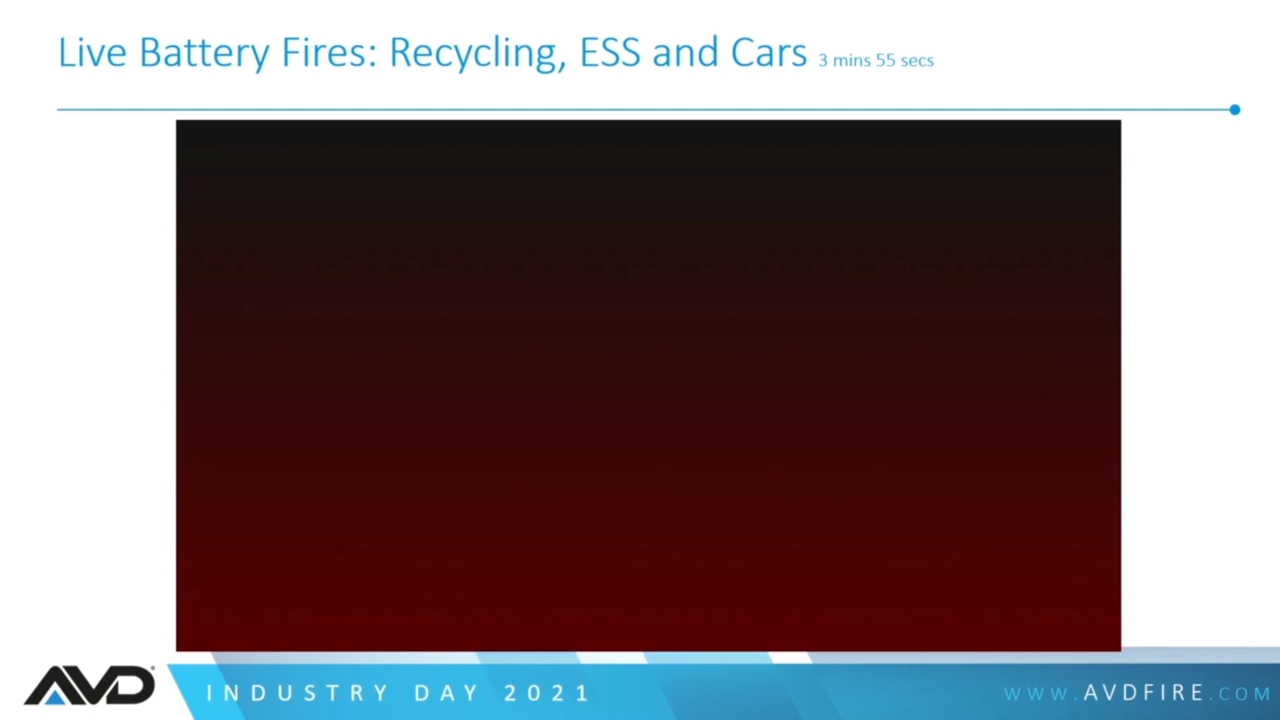 Live Battery Fires: Recycling, ESS and Cars 3 mins 55 secs
AVD®
INDUSTRY DAY 2021
WWW.AVDFIRE.COM